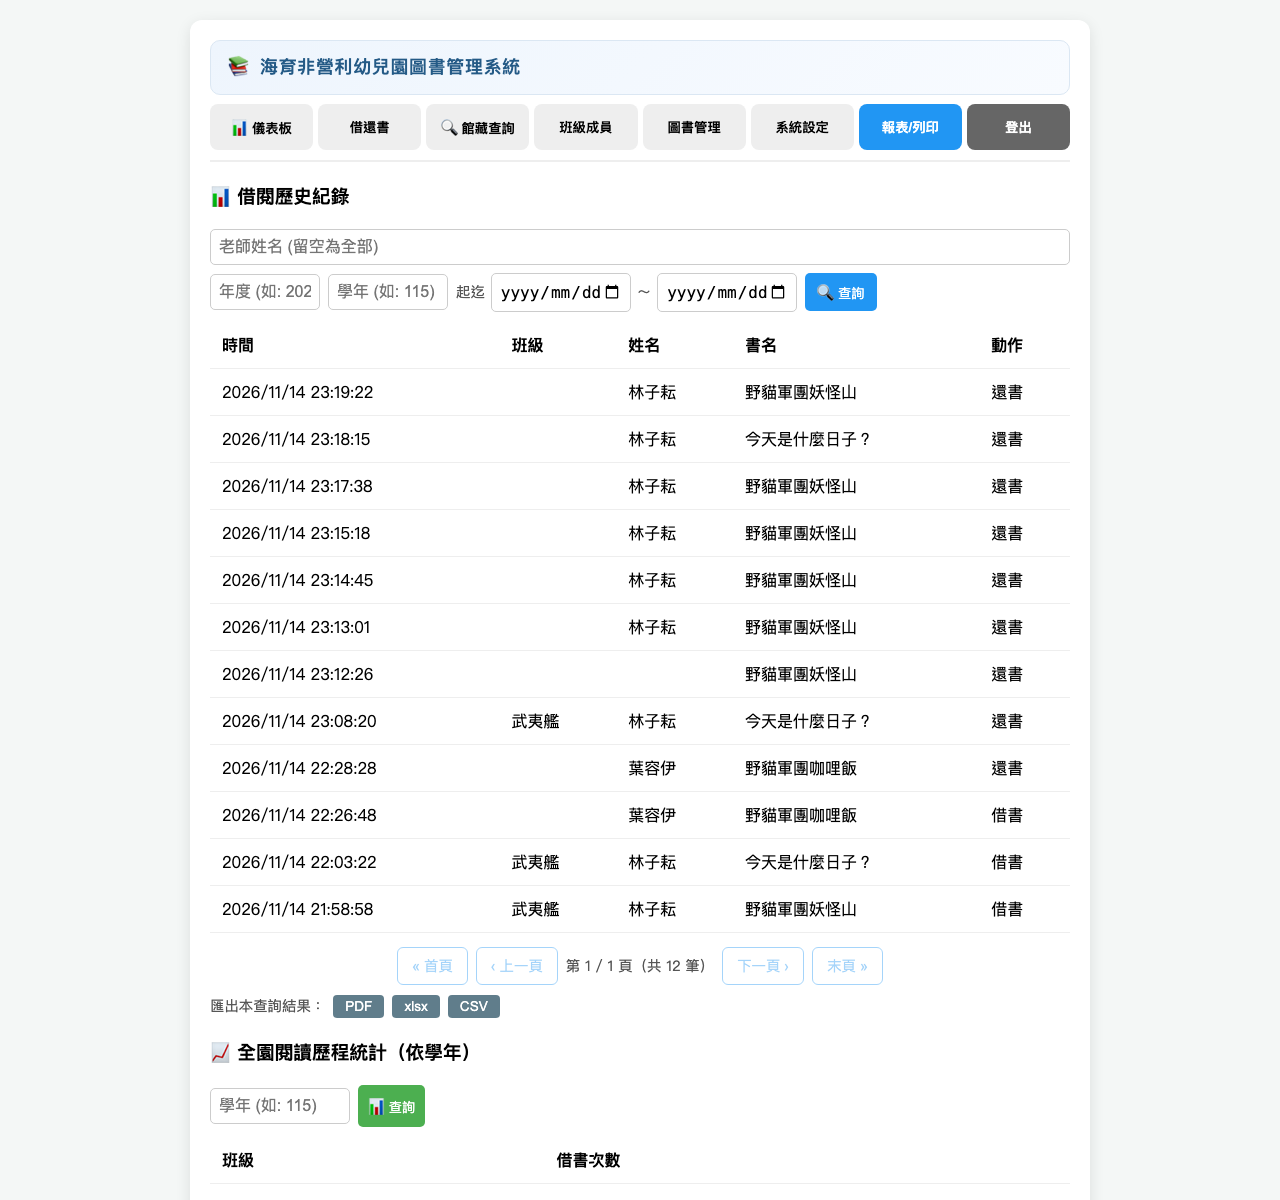 海育非營利幼兒園圖書管理系統
儀表板 借還書 館藏查詢 班級成員 圖書管理 系統設定 報表/列印 登出
借閱歷史紀錄
老師姓名 (留空為全部)
年度 (如: 202 學年 (如: 115) 起迄 yyyy/mm/dd ～ yyyy/mm/dd 查詢
時間 班級 姓名 書名 動作
2026/11/14 23:19:22 林子耘 野貓軍團妖怪山 還書
2026/11/14 23:18:15 林子耘 今天是什麼日子？ 還書
2026/11/14 23:17:38 林子耘 野貓軍團妖怪山 還書
2026/11/14 23:15:18 林子耘 野貓軍團妖怪山 還書
2026/11/14 23:14:45 林子耘 野貓軍團妖怪山 還書
2026/11/14 23:13:01 林子耘 野貓軍團妖怪山 還書
2026/11/14 23:12:26 野貓軍團妖怪山 還書
2026/11/14 23:08:20 武夷艦 林子耘 今天是什麼日子？ 還書
2026/11/14 22:28:28 葉容伊 野貓軍團咖哩飯 還書
2026/11/14 22:26:48 葉容伊 野貓軍團咖哩飯 借書
2026/11/14 22:03:22 武夷艦 林子耘 今天是什麼日子？ 借書
2026/11/14 21:58:58 武夷艦 林子耘 野貓軍團妖怪山 借書
« 首頁 ‹ 上一頁 第 1 / 1 頁（共 12 筆） 下一頁 › 末頁 »
匯出本查詢結果： PDF xlsx CSV
全園閱讀歷程統計（依學年）
學年 (如: 115) 查詢
班級 借書次數